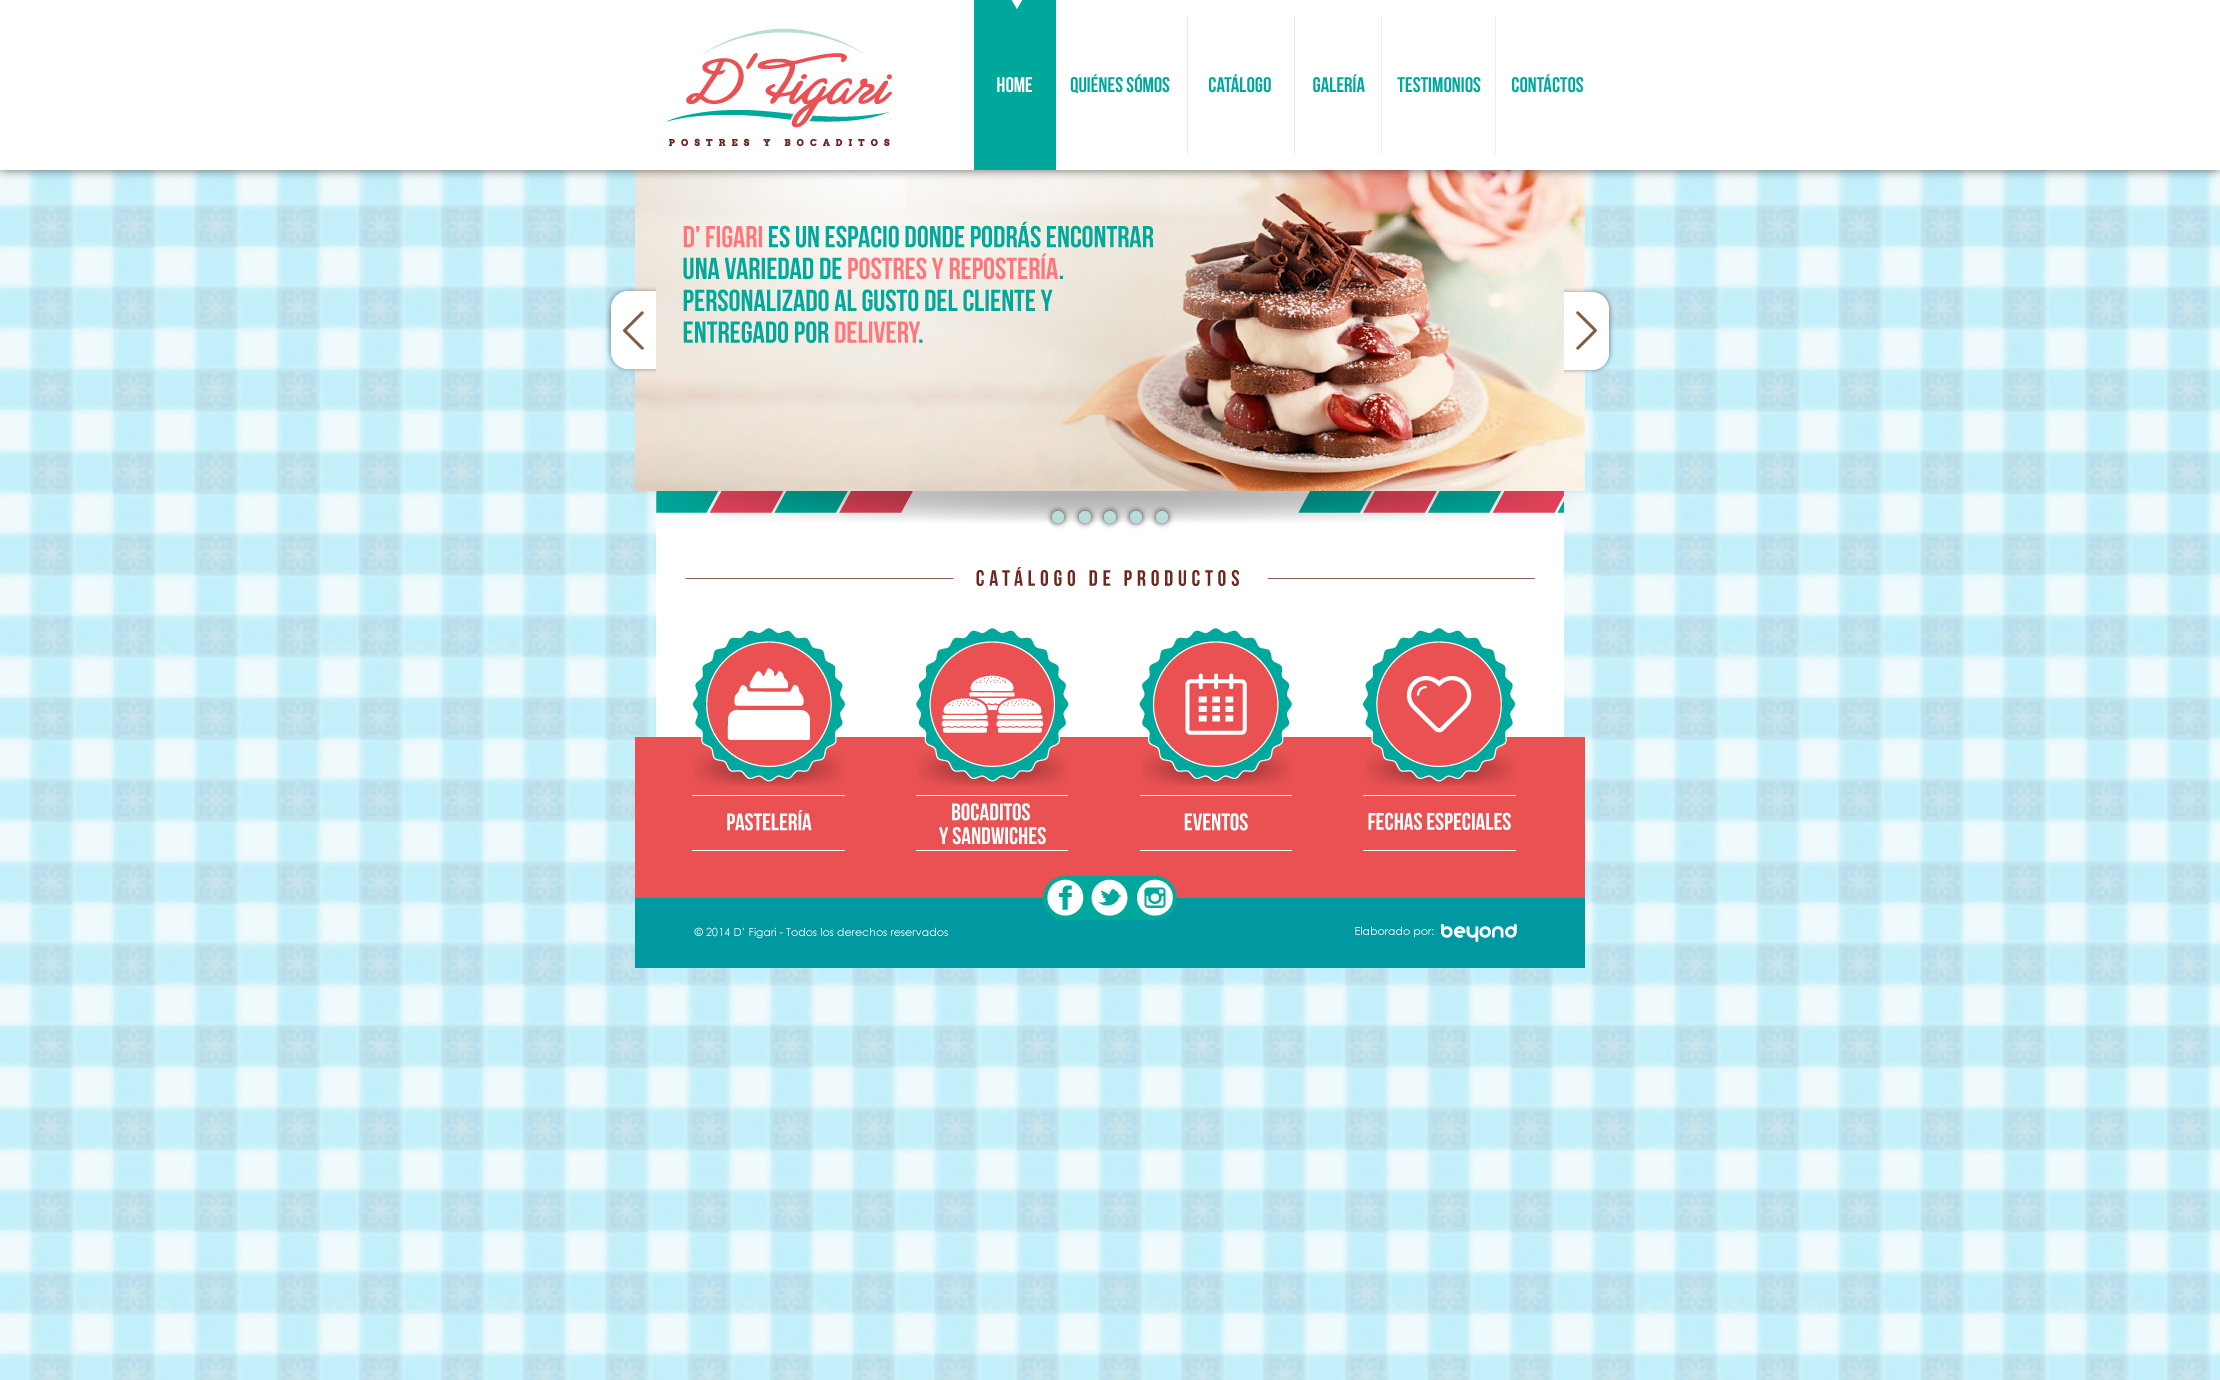 D' Figari
POSTRES Y BOCADITOS
HOME
QUIÉNES SÓMOS
CATÁLOGO
GALERÍA
TESTIMONIOS
CONTÁCTOS
D' FIGARI ES UN ESPACIO DONDE PODRÁS ENCONTRAR
UNA VARIEDAD DE POSTRES Y REPOSTERÍA.
PERSONALIZADO AL GUSTO DEL CLIENTE Y
ENTREGADO POR DELIVERY.
CATÁLOGO DE PRODUCTOS
PASTELERÍA
BOCADITOS
Y SANDWICHES
EVENTOS
FECHAS ESPECIALES
© 2014 D' Figari - Todos los derechos reservados
Elaborado por: beyond